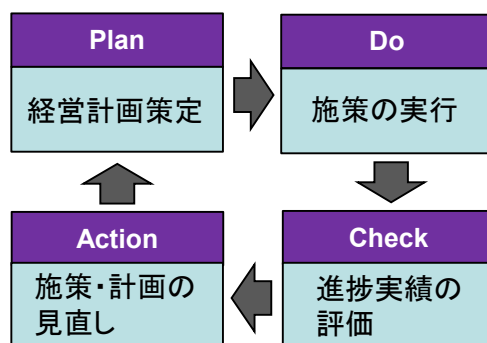 Plan
経営計画策定
Do
施策の実行
Check
進捗実績の
評価
Action
施策・計画の
見直し